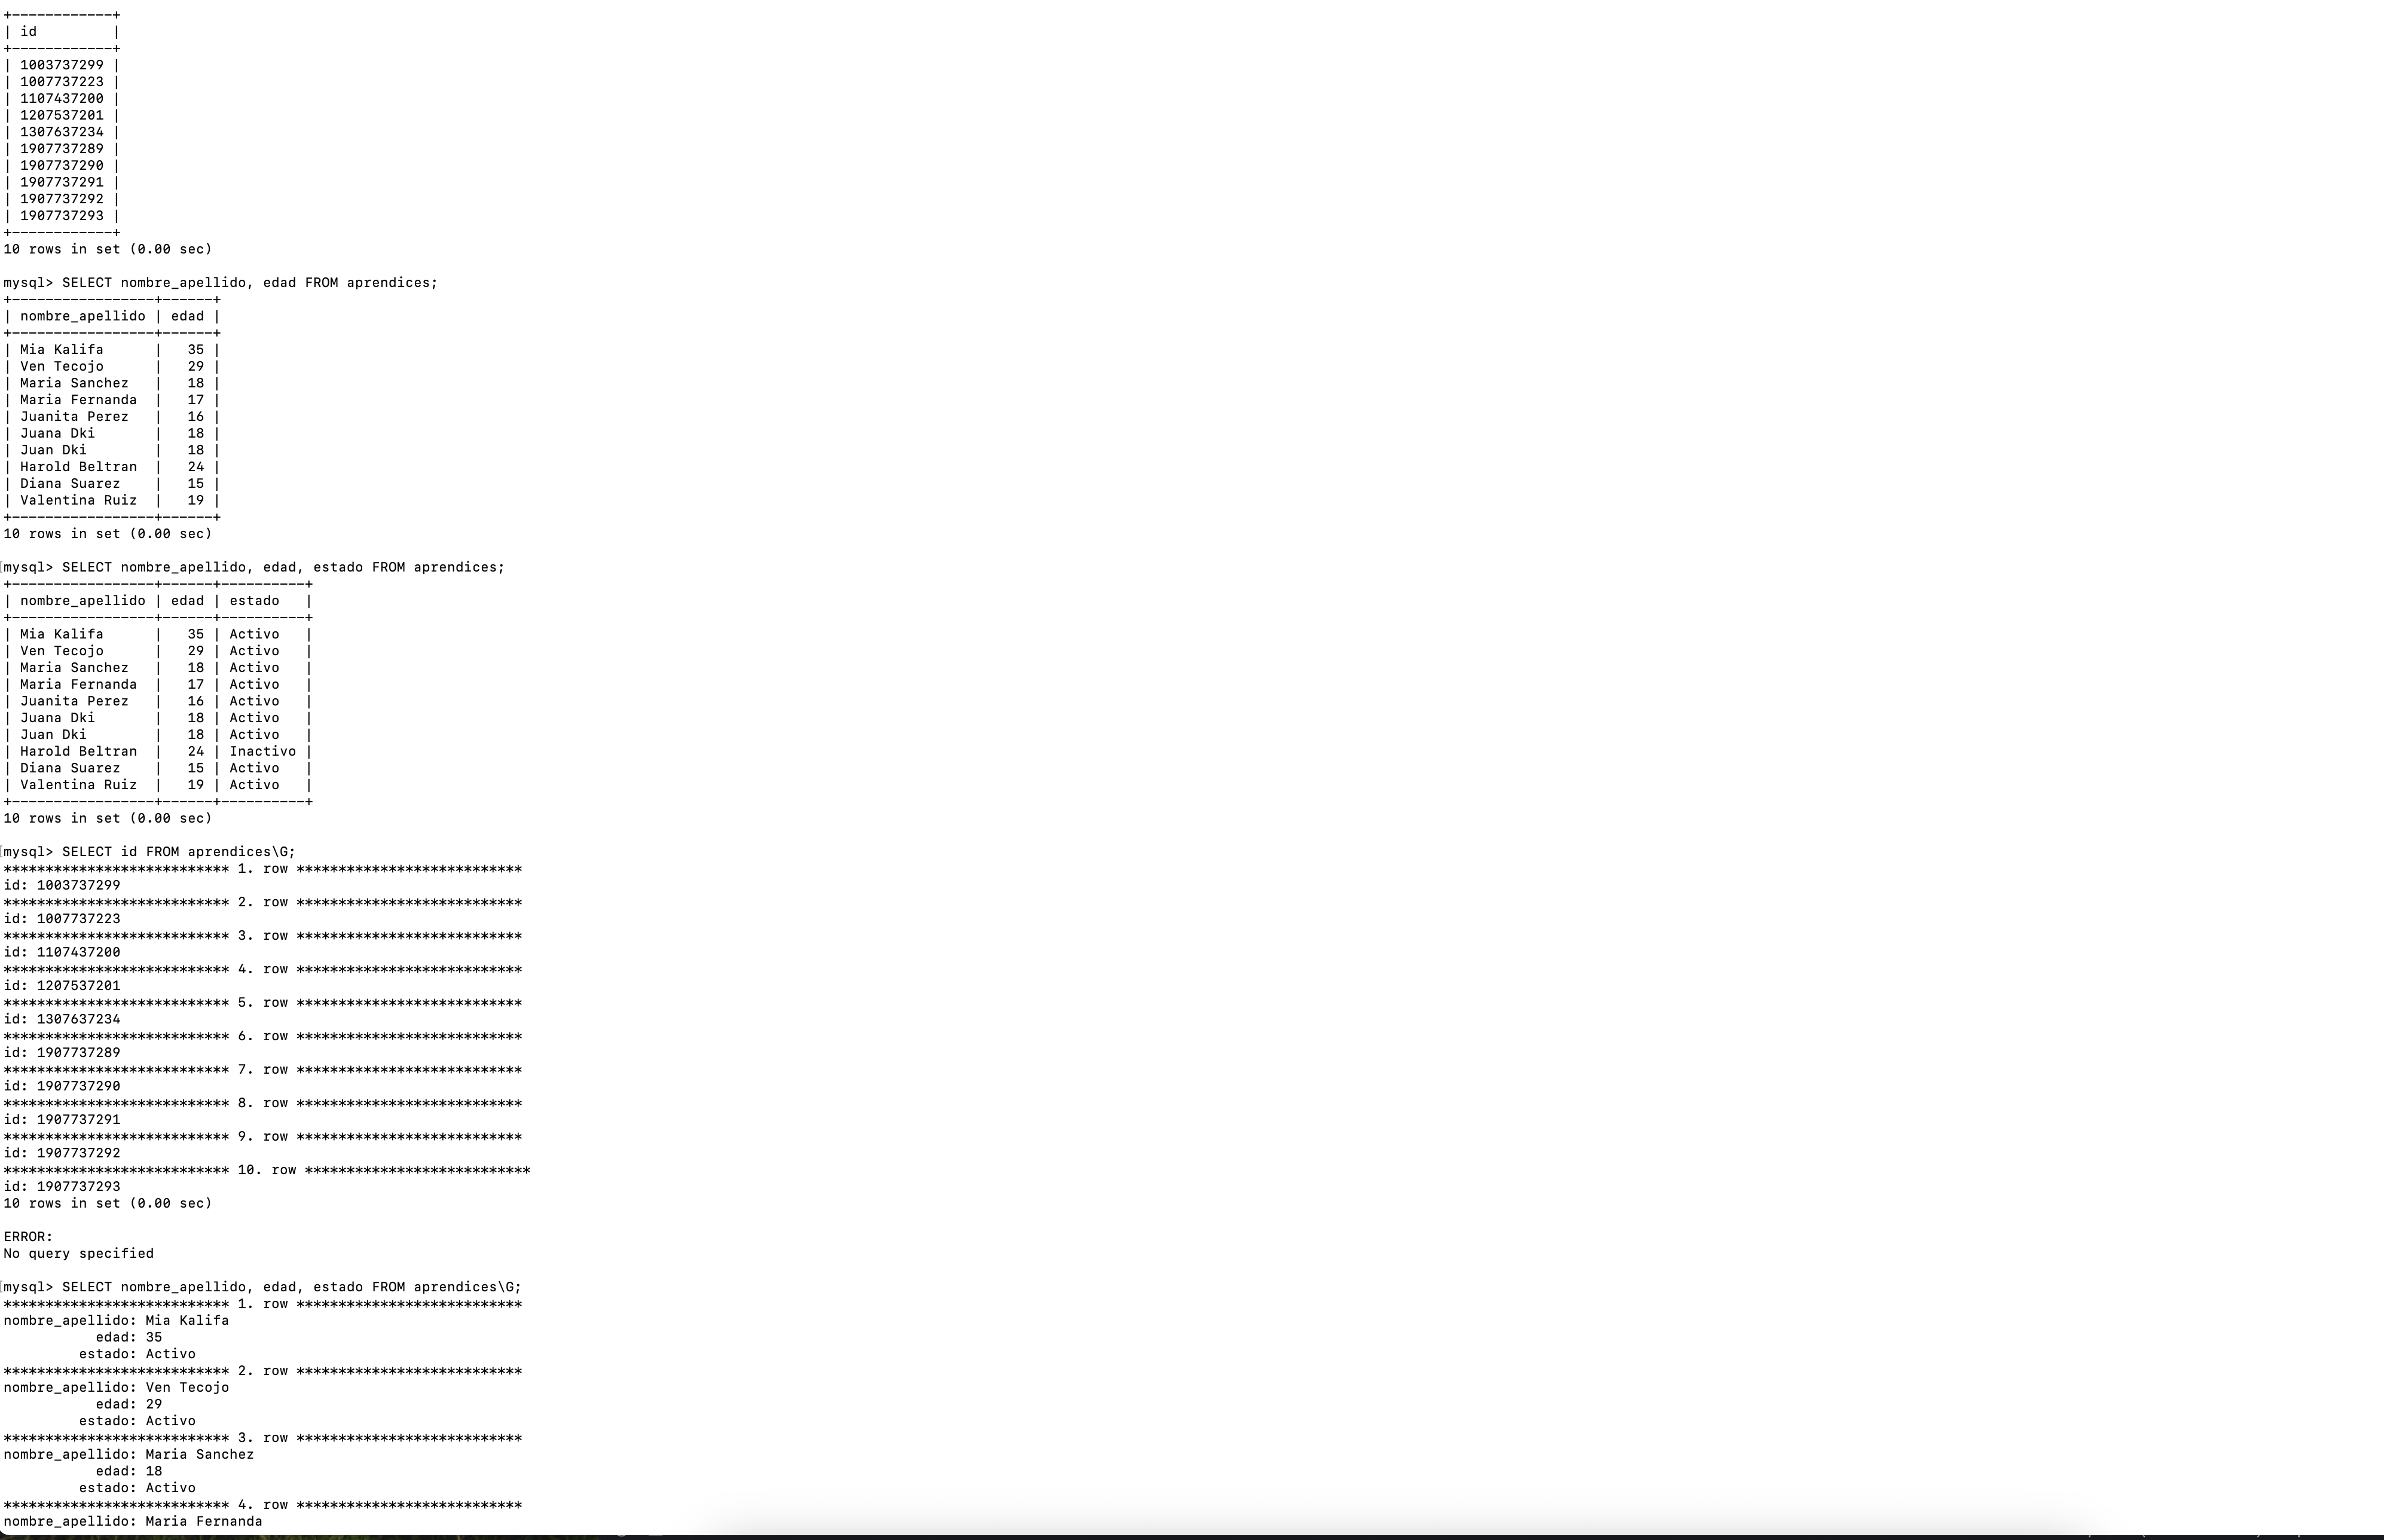 +------------+
| id         |
+------------+
| 1003737299 |
| 1007737223 |
| 1107437200 |
| 1207537201 |
| 1307637234 |
| 1907737289 |
| 1907737290 |
| 1907737291 |
| 1907737292 |
| 1907737293 |
+------------+
10 rows in set (0.00 sec)

mysql> SELECT nombre_apellido, edad FROM aprendices;
+-----------------+------+
| nombre_apellido | edad |
+-----------------+------+
| Mia Kalifa      |   35 |
| Ven Tecojo      |   29 |
| Maria Sanchez   |   18 |
| Maria Fernanda  |   17 |
| Juanita Perez   |   16 |
| Juana Dki       |   18 |
| Juan Dki        |   18 |
| Harold Beltran  |   24 |
| Diana Suarez    |   15 |
| Valentina Ruiz  |   19 |
+-----------------+------+
10 rows in set (0.00 sec)

[mysql> SELECT nombre_apellido, edad, estado FROM aprendices;
+-----------------+------+----------+
| nombre_apellido | edad | estado   |
+-----------------+------+----------+
| Mia Kalifa      |   35 | Activo   |
| Ven Tecojo      |   29 | Activo   |
| Maria Sanchez   |   18 | Activo   |
| Maria Fernanda  |   17 | Activo   |
| Juanita Perez   |   16 | Activo   |
| Juana Dki       |   18 | Activo   |
| Juan Dki        |   18 | Activo   |
| Harold Beltran  |   24 | Inactivo |
| Diana Suarez    |   15 | Activo   |
| Valentina Ruiz  |   19 | Activo   |
+-----------------+------+----------+
10 rows in set (0.00 sec)

[mysql> SELECT id FROM aprendices\G;
*************************** 1. row ***************************
id: 1003737299
*************************** 2. row ***************************
id: 1007737223
*************************** 3. row ***************************
id: 1107437200
*************************** 4. row ***************************
id: 1207537201
*************************** 5. row ***************************
id: 1307637234
*************************** 6. row ***************************
id: 1907737289
*************************** 7. row ***************************
id: 1907737290
*************************** 8. row ***************************
id: 1907737291
*************************** 9. row ***************************
id: 1907737292
*************************** 10. row ***************************
id: 1907737293
10 rows in set (0.00 sec)

ERROR:
No query specified

[mysql> SELECT nombre_apellido, edad, estado FROM aprendices\G;
*************************** 1. row ***************************
nombre_apellido: Mia Kalifa
           edad: 35
         estado: Activo
*************************** 2. row ***************************
nombre_apellido: Ven Tecojo
           edad: 29
         estado: Activo
*************************** 3. row ***************************
nombre_apellido: Maria Sanchez
           edad: 18
         estado: Activo
*************************** 4. row ***************************
nombre_apellido: Maria Fernanda